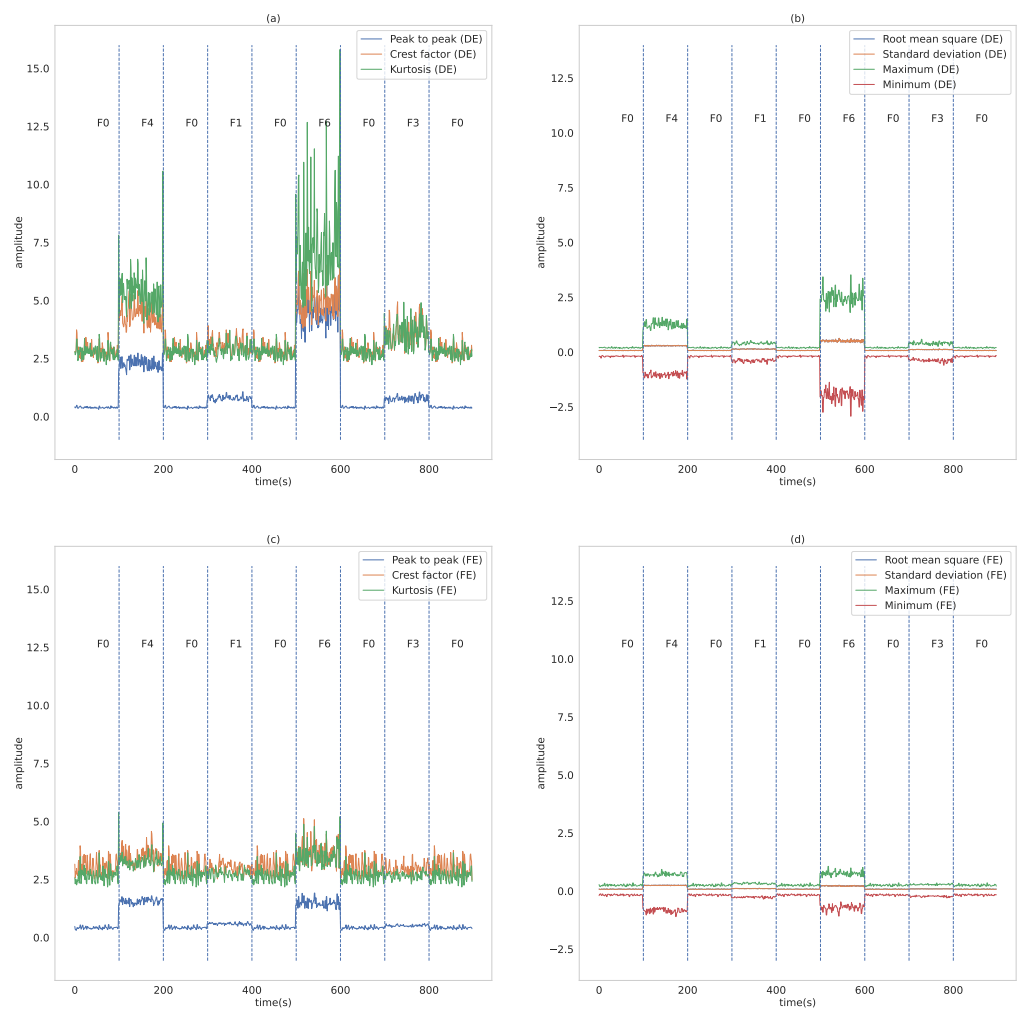 (a)
Peak to peak (DE)
Crest factor (DE)
Kurtosis (DE)
15.0
12.5
10.0
7.5
5.0
2.5
0.0
F0 F4 F0 F1 F0 F6 F0 F3 F0
amplitude
0 200 400 600 800
time(s)
(b)
Root mean square (DE)
Standard deviation (DE)
Maximum (DE)
Minimum (DE)
12.5
10.0
7.5
5.0
2.5
0.0
−2.5
F0 F4 F0 F1 F0 F6 F0 F3 F0
amplitude
0 200 400 600 800
time(s)
(c)
Peak to peak (FE)
Crest factor (FE)
Kurtosis (FE)
15.0
12.5
10.0
7.5
5.0
2.5
0.0
F0 F4 F0 F1 F0 F6 F0 F3 F0
amplitude
0 200 400 600 800
time(s)
(d)
Root mean square (FE)
Standard deviation (FE)
Maximum (FE)
Minimum (FE)
12.5
10.0
7.5
5.0
2.5
0.0
−2.5
F0 F4 F0 F1 F0 F6 F0 F3 F0
amplitude
0 200 400 600 800
time(s)